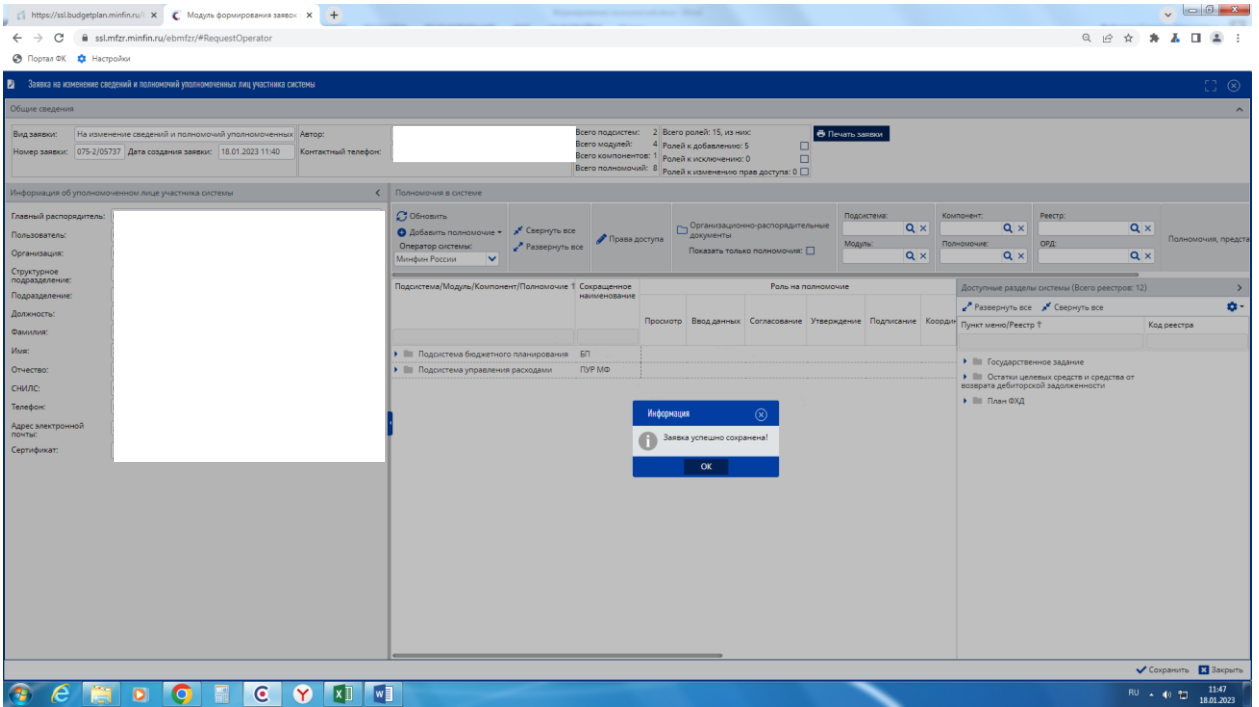 https://ssl.budgetplan.minfin.ru/
Модуль формирования заявок
ssl.mfzr.minfin.ru/ebmfzr/#RequestOperator
Портал ФК Настройки
Заявка на изменение сведений и полномочий уполномоченных лиц участника системы
Общие сведения
Вид заявки: На изменение сведений и полномочий уполномоченных Автор:
Номер заявки: 075-2/05737 Дата создания заявки: 18.01.2023 11:40 Контактный телефон:
Всего подсистем: 2 Всего ролей: 15, из них:
Всего модулей: 4 Ролей к добавлению: 5
Всего компонентов: 1 Ролей к исключению: 0
Всего полномочий: 8 Ролей к изменению прав доступа: 0
Печать заявки
Информация об уполномоченном лице участника системы
Главный распорядитель:
Пользователь:
Организация:
Структурное
подразделение:
Подразделение:
Должность:
Фамилия:
Имя:
Отчество:
СНИЛС:
Телефон:
Адрес электронной
почты:
Сертификат:
Полномочия в системе
Обновить
Добавить полномочие
Оператор системы:
Минфин России
Свернуть все
Развернуть все
Права доступа
Организационно-распорядительные
документы
Показать только полномочия:
Подсистема: Компонент: Реестр:
Модуль: Полномочие: ОРД:
Полномочия, предста
Подсистема/Модуль/Компонент/Полномочие ↑ Сокращенное
наименование
Роль на полномочие
Просмотр Ввод данных Согласование Утверждение Подписание Коорди
Подсистема бюджетного планирования БП
Подсистема управления расходами ПУР МФ
Доступные разделы системы (Всего реестров: 12)
Развернуть все Свернуть все
Пункт меню/Реестр ↑ Код реестра
Государственное задание
Остатки целевых средств и средства от
возврата дебиторской задолженности
План ФХД
Информация
Заявка успешно сохранена!
OK
Сохранить Закрыть
RU 11:47
18.01.2023